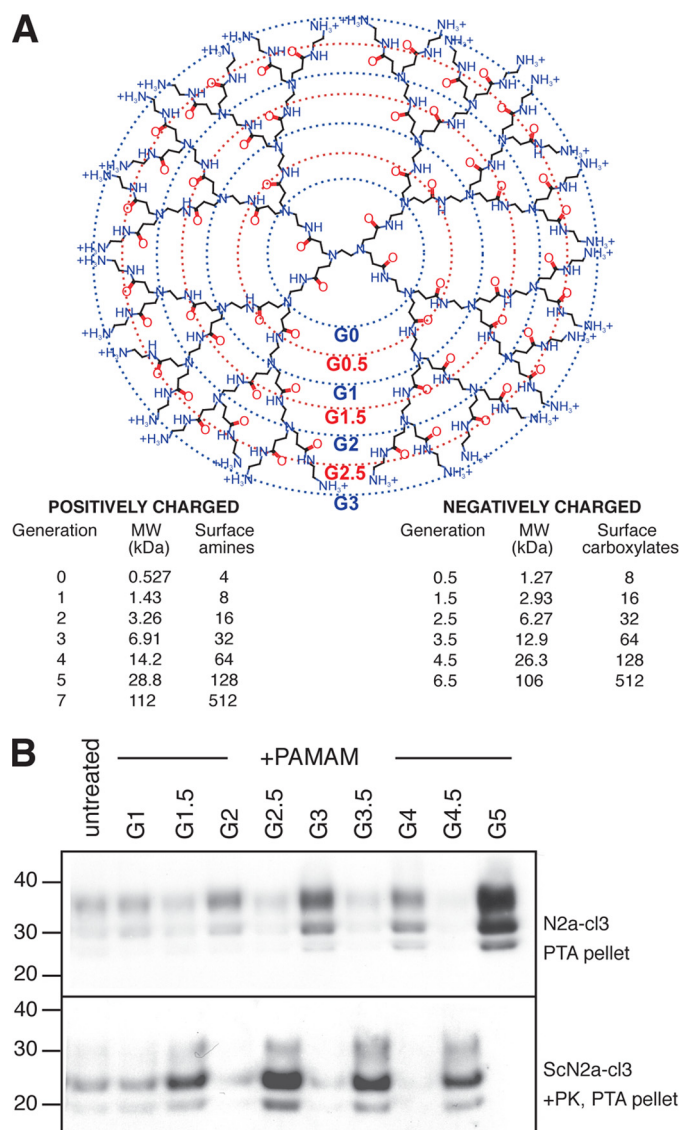 A
G0
G0.5
G1
G1.5
G2
G2.5
G3
POSITIVELY CHARGED
Generation MW (kDa) Surface amines
0 0.527 4
1 1.43 8
2 3.26 16
3 6.91 32
4 14.2 64
5 28.8 128
7 112 512
NEGATIVELY CHARGED
Generation MW (kDa) Surface carboxylates
0.5 1.27 8
1.5 2.93 16
2.5 6.27 32
3.5 12.9 64
4.5 26.3 128
6.5 106 512
B
untreated
+PAMAM
G1 G1.5 G2 G2.5 G3 G3.5 G4 G4.5 G5
40
30
20
N2a-cl3
PTA pellet
40
30
20
ScN2a-cl3
+PK, PTA pellet